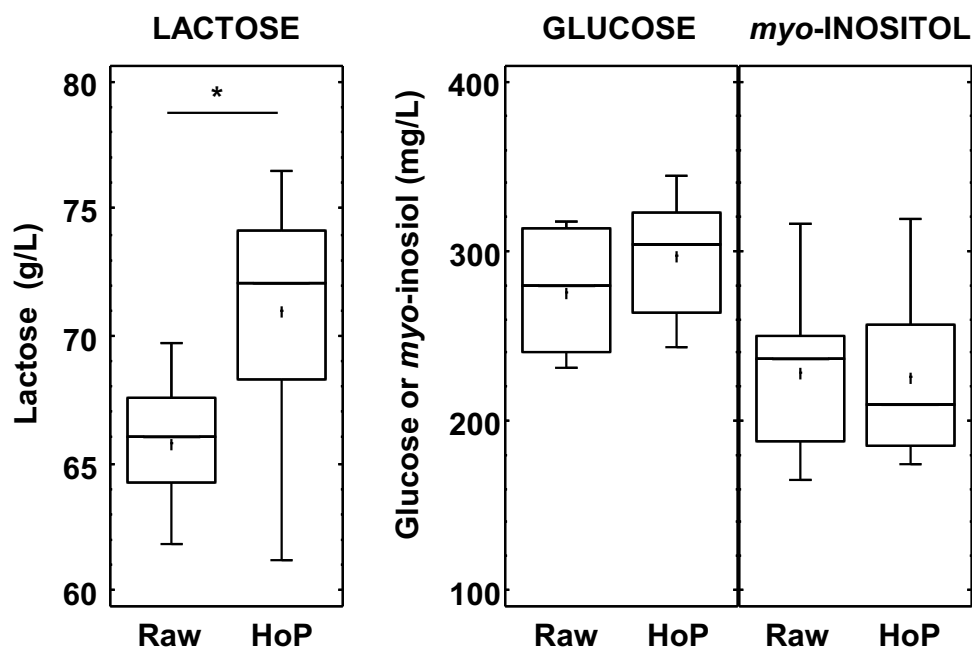 LACTOSE
GLUCOSE
myo-INOSITOL
Lactose (g/L)
80
75
70
65
60
*
Raw
HoP
Glucose or myo-inosiol (mg/L)
400
300
200
100
Raw
HoP
Raw
HoP